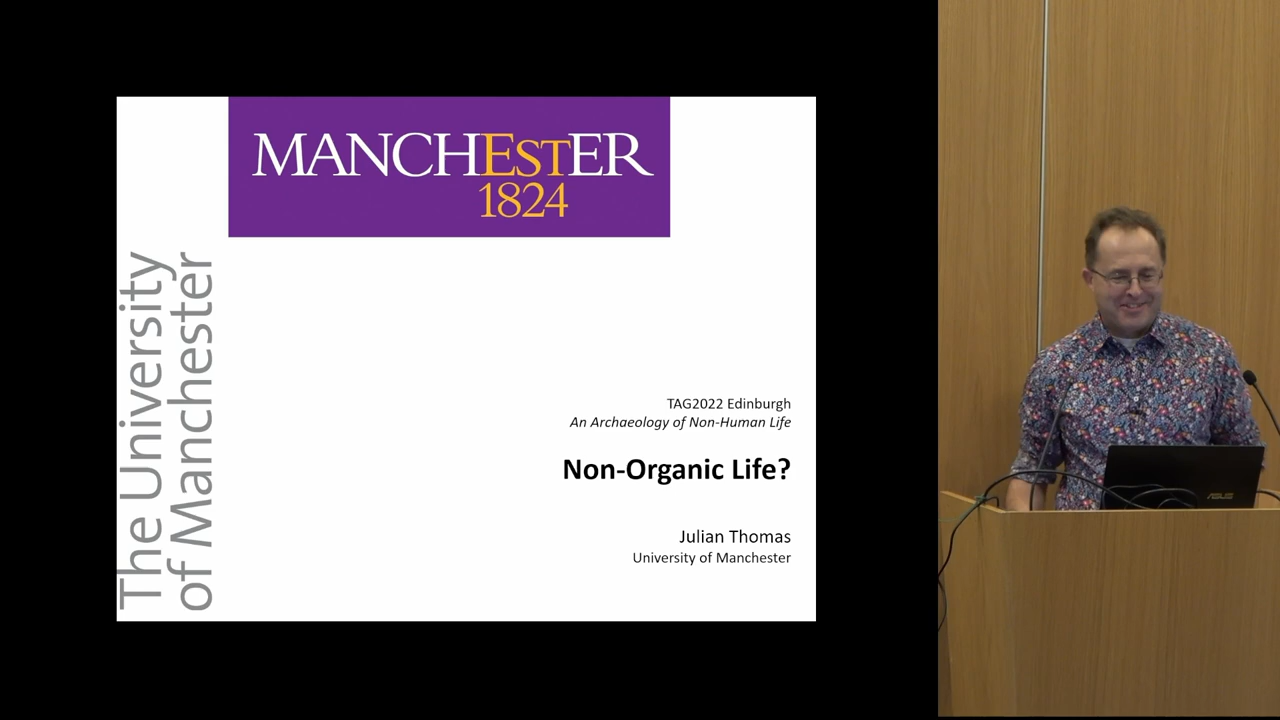 MANCHESTER
1824
The University
of Manchester
TAG2022 Edinburgh
An Archaeology of Non-Human Life
Non-Organic Life?
Julian Thomas
University of Manchester
ASUS